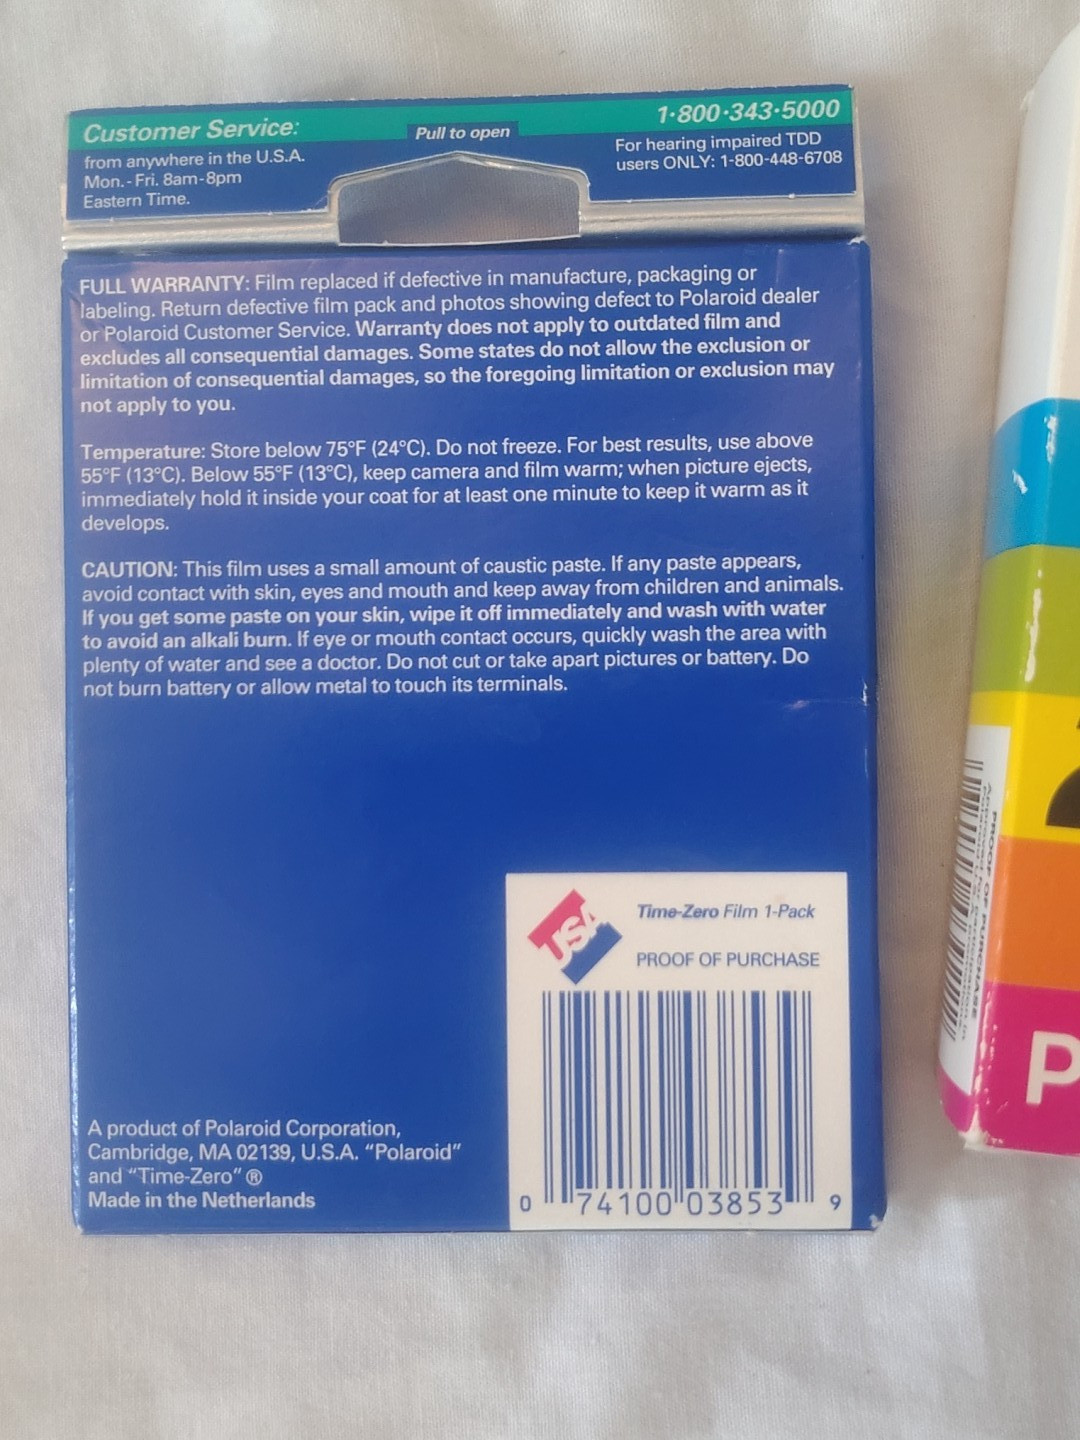 Customer Service:
from anywhere in the U.S.A.
Mon. - Fri. 8am-8pm
Eastern Time.
Pull to open
1·800·343·5000
For hearing impaired TDD
users ONLY: 1-800-448-6708
FULL WARRANTY: Film replaced if defective in manufacture, packaging or
labeling. Return defective film pack and photos showing defect to Polaroid dealer
or Polaroid Customer Service. Warranty does not apply to outdated film and
excludes all consequential damages. Some states do not allow the exclusion or
limitation of consequential damages, so the foregoing limitation or exclusion may
not apply to you.
Temperature: Store below 75°F (24°C). Do not freeze. For best results, use above
55°F (13°C). Below 55°F (13°C), keep camera and film warm; when picture ejects,
immediately hold it inside your coat for at least one minute to keep it warm as it
develops.
CAUTION: This film uses a small amount of caustic paste. If any paste appears,
avoid contact with skin, eyes and mouth and keep away from children and animals.
If you get some paste on your skin, wipe it off immediately and wash with water
to avoid an alkali burn. If eye or mouth contact occurs, quickly wash the area with
plenty of water and see a doctor. Do not cut or take apart pictures or battery. Do
not burn battery or allow metal to touch its terminals.
USA
Time-Zero Film 1-Pack
PROOF OF PURCHASE
0 74100 03853 9
A product of Polaroid Corporation,
Cambridge, MA 02139, U.S.A. “Polaroid”
and “Time-Zero” ®
Made in the Netherlands
PROOF OF PURCHASE
P